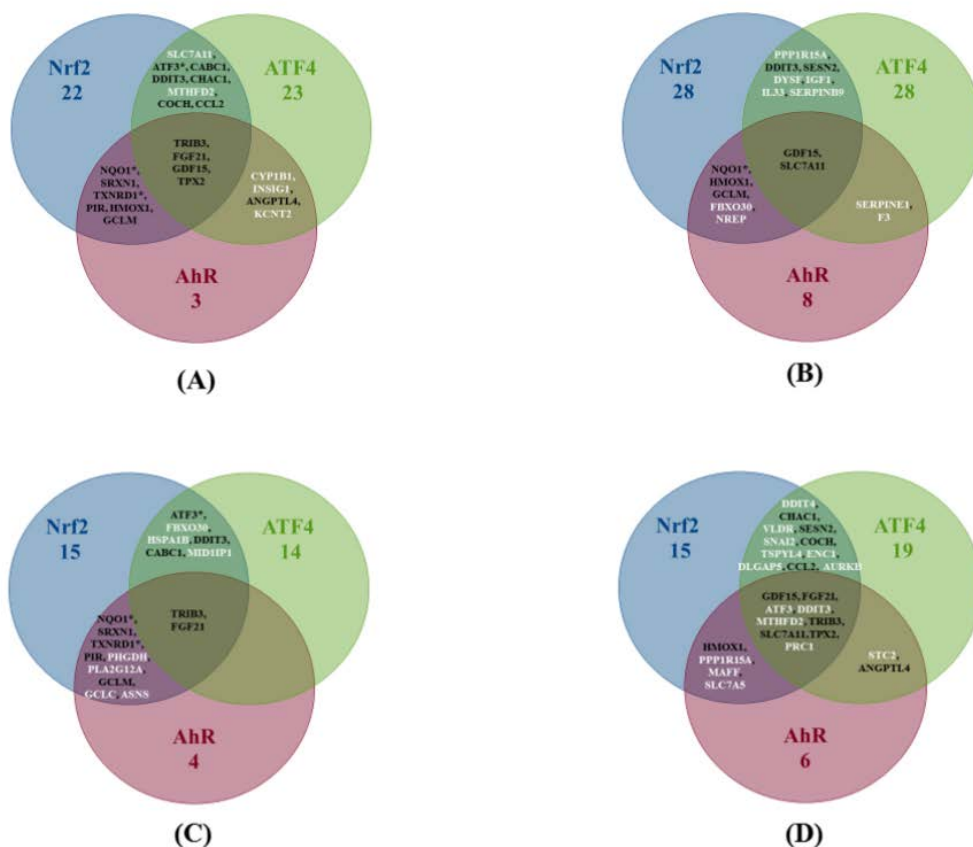 Nrf2
22
SLC7A11,
ATF3*, CABC1,
DDIT3, CHAC1,
MTHFD2,
COCH, CCL2
ATF4
23
TRIB3,
FGF21,
GDF15,
TPX2
NQO1*,
SRXN1,
TXNRD1*,
PIR, HMOX1,
GCLM
CYP1B1,
INSIG1,
ANGPTL4,
KCNT2
AhR
3
(A)
Nrf2
28
PPP1R15A,
DDIT3, SESN2,
DYSF, IGF1,
IL33, SERPINB9
ATF4
28
GDF15,
SLC7A11
NQO1*,
HMOX1,
GCLM,
FBXO30,
NREP
SERPINE1,
F3
AhR
8
(B)
Nrf2
15
ATF3*,
FBXO30,
HSPA1B, DDIT3,
CABC1, MID1IP1
ATF4
14
TRIB3,
FGF21
NQO1*,
SRXN1,
TXNRD1*,
PIR, PHGDH,
PLA2G12A,
GCLM,
GCLC, ASNS
AhR
4
(C)
Nrf2
15
DDIT4,
CHAC1,
VLDR, SESN2,
SNAI2, COCH,
TSPYL4, ENC1,
DLGAP5, CCL2, AURKB
ATF4
19
GDF15, FGF21,
ATF3, DDIT3,
MTHFD2, TRIB3,
SLC7A11,TPX2,
PRC1
HMOX1,
PPP1R15A,
MAFF,
SLC7A5
STC2,
ANGPTL4
AhR
6
(D)